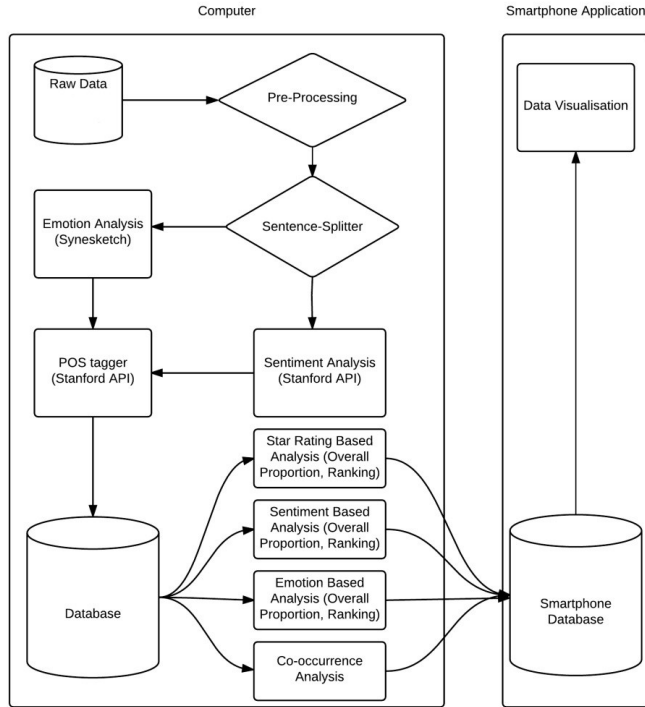 Computer
Smartphone Application
Raw Data
Pre-Processing
Data Visualisation
Emotion Analysis
(Synesketch)
Sentence-Splitter
POS tagger
(Stanford API)
Sentiment Analysis
(Stanford API)
Star Rating Based
Analysis (Overall
Proportion, Ranking)
Sentiment Based
Analysis (Overall
Proportion, Ranking)
Emotion Based
Analysis (Overall
Proportion, Ranking)
Co-occurrence
Analysis
Database
Smartphone
Database